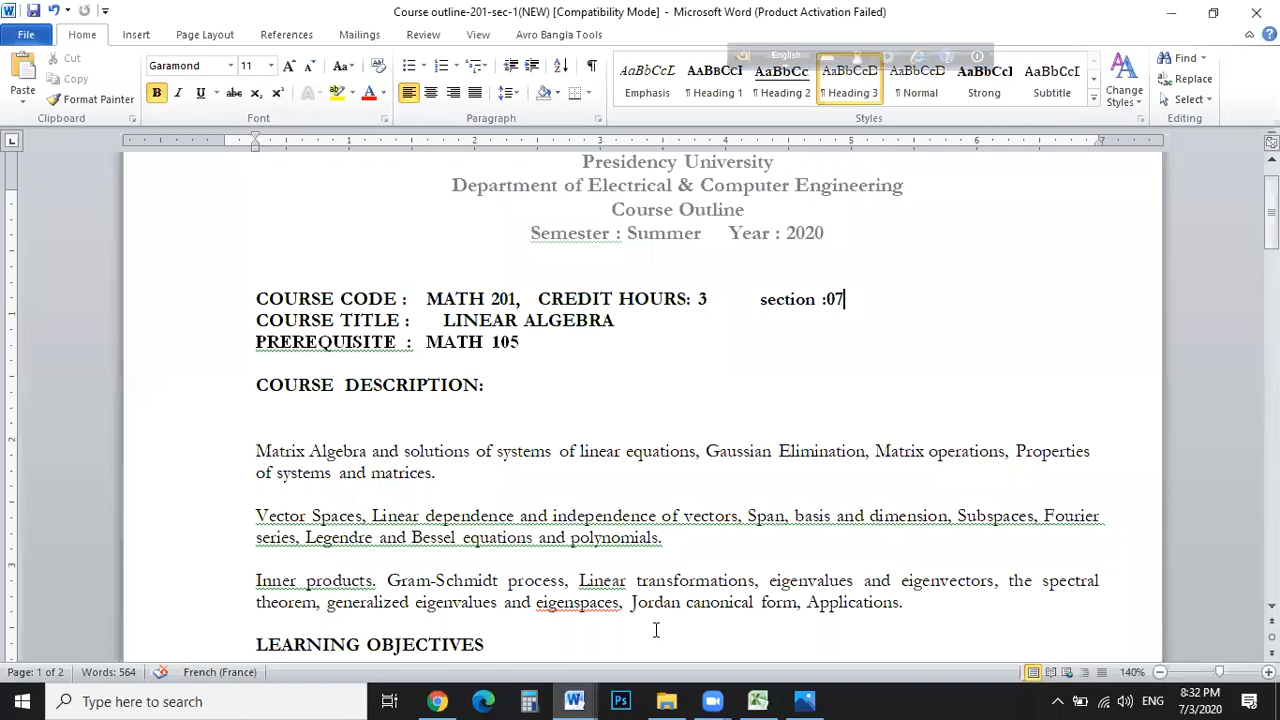 Course outline-201-sec-1(NEW) [Compatibility Mode] - Microsoft Word (Product Activation Failed)
File Home Insert Page Layout References Mailings Review View Avro Bangla Tools
Cut
Copy
Format Painter
Paste
Clipboard
Garamond 11
Font
Paragraph
English
AaBbCcL AaBbCcI AaBbCc AaBbCcD AaBbCcD AaBbCcI AaBbCcD
Emphasis ¶ Heading 1 ¶ Heading 2 ¶ Heading 3 ¶ Normal Strong Subtitle
Styles
Change Styles
Find
Replace
Select
Editing
1 2 3 4 5 6
Presidency University
Department of Electrical & Computer Engineering
Course Outline
Semester : Summer Year : 2020
COURSE CODE : MATH 201, CREDIT HOURS: 3 section :07
COURSE TITLE : LINEAR ALGEBRA
PREREQUISITE : MATH 105
COURSE DESCRIPTION:
Matrix Algebra and solutions of systems of linear equations, Gaussian Elimination, Matrix operations, Properties
of systems and matrices.
Vector Spaces, Linear dependence and independence of vectors, Span, basis and dimension, Subspaces, Fourier
series, Legendre and Bessel equations and polynomials.
Inner products. Gram-Schmidt process, Linear transformations, eigenvalues and eigenvectors, the spectral
theorem, generalized eigenvalues and eigenspaces, Jordan canonical form, Applications.
LEARNING OBJECTIVES
Page: 1 of 2 Words: 564 French (France) 140%
Type here to search
ENG
8:32 PM
7/3/2020